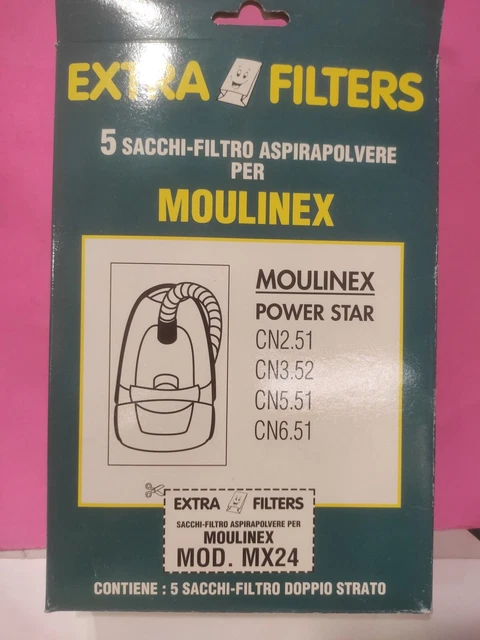 EXTRA FILTERS
5 SACCHI-FILTRO ASPIRAPOLVERE
PER
MOULINEX
MOULINEX
POWER STAR
CN2.51
CN3.52
CN5.51
CN6.51
EXTRA FILTERS
SACCHI-FILTRO ASPIRAPOLVERE PER
MOULINEX
MOD. MX24
CONTIENE : 5 SACCHI-FILTRO DOPPIO STRATO